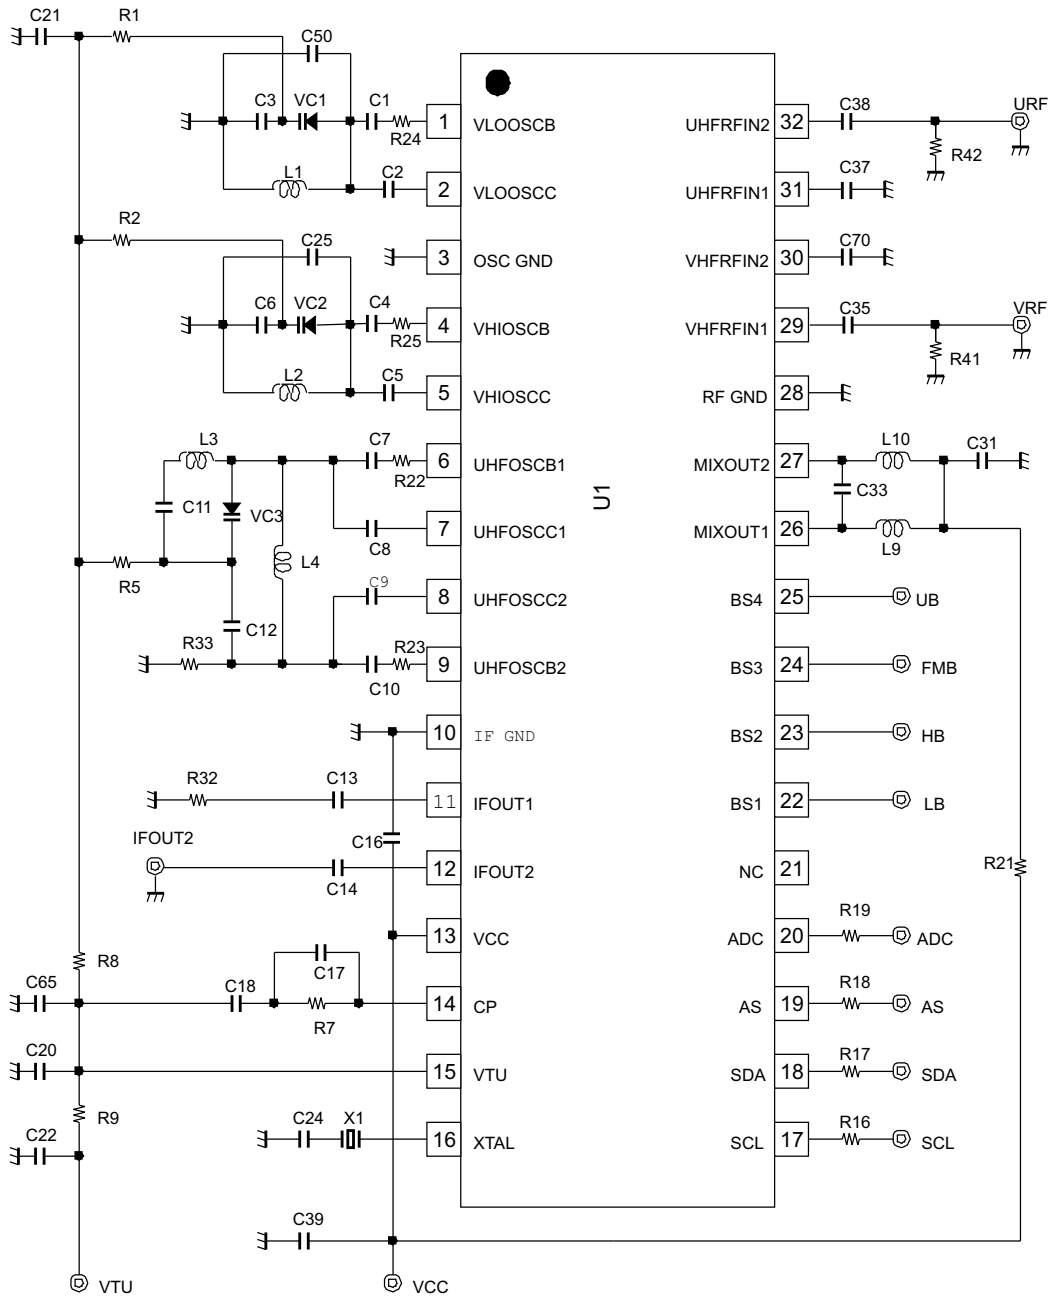 C21 R1
C50
C3 VC1 C1 1 VLOOSCB UHFRFIN2 32 C38 URF
R24 R42
L1 C2 2 VLOOSCC UHFRFIN1 31 C37
R2
C25 3 OSC GND VHFRFIN2 30 C70
C6 VC2 C4 4 VHIOSCB VHFRFIN1 29 C35 VRF
R25 R41
L2 C5 5 VHIOSCC RF GND 28
L3 C7 6 UHFOSCB1 MIXOUT2 27 L10 C31
R22
U1
C11 VC3 C33
C8 7 UHFOSCC1 MIXOUT1 26 L9
R5 L4
C9 8 UHFOSCC2 BS4 25 UB
C12
R33 C10 R23 9 UHFOSCB2 BS3 24 FMB
10 IF GND BS2 23 HB
R32 C13 11 IFOUT1 BS1 22 LB
IFOUT2 C16
C14 12 IFOUT2 NC 21 R21
13 VCC ADC 20 R19 ADC
R8 C17
C65 C18 R7 14 CP AS 19 R18 AS
C20 15 VTU SDA 18 R17 SDA
R9
C22 C24 X1 16 XTAL SCL 17 R16 SCL
C39
VTU VCC